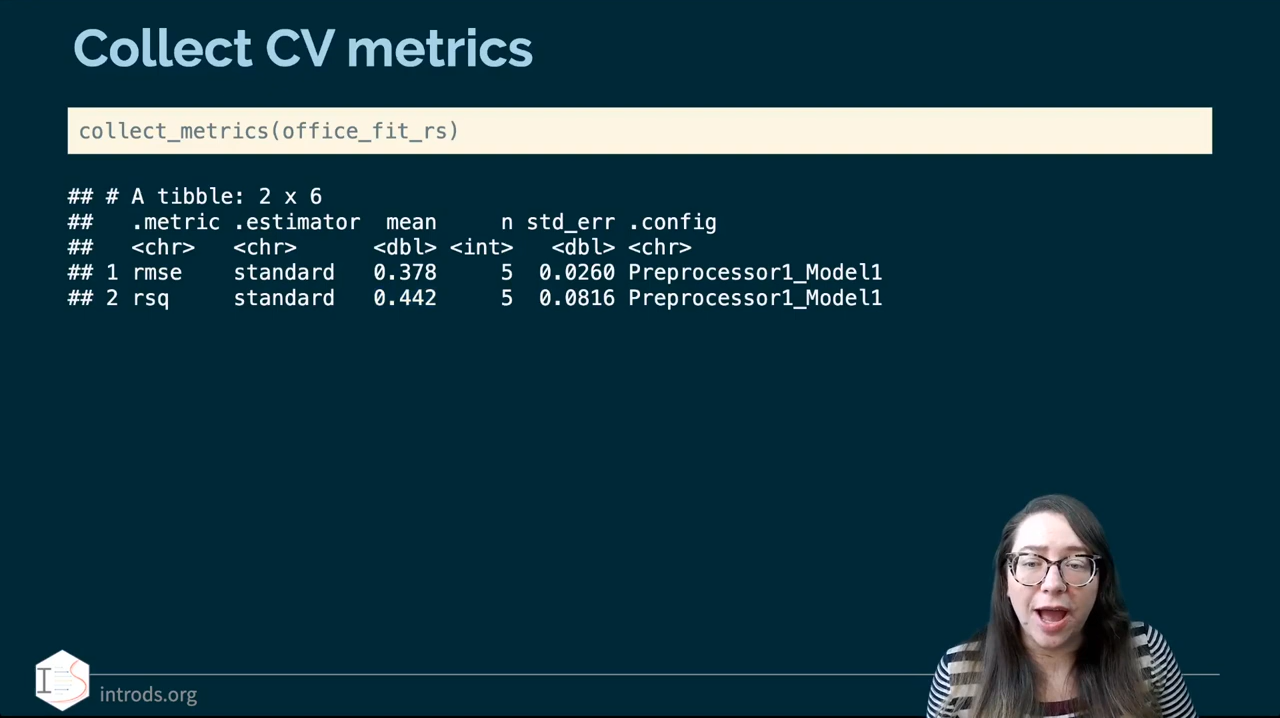 Collect CV metrics
collect_metrics(office_fit_rs)
## # A tibble: 2 x 6
##   .metric .estimator  mean     n std_err .config
##   <chr>   <chr>      <dbl> <int>   <dbl> <chr>
## 1 rmse    standard   0.378     5  0.0260 Preprocessor1_Model1
## 2 rsq     standard   0.442     5  0.0816 Preprocessor1_Model1
IDS
introds.org